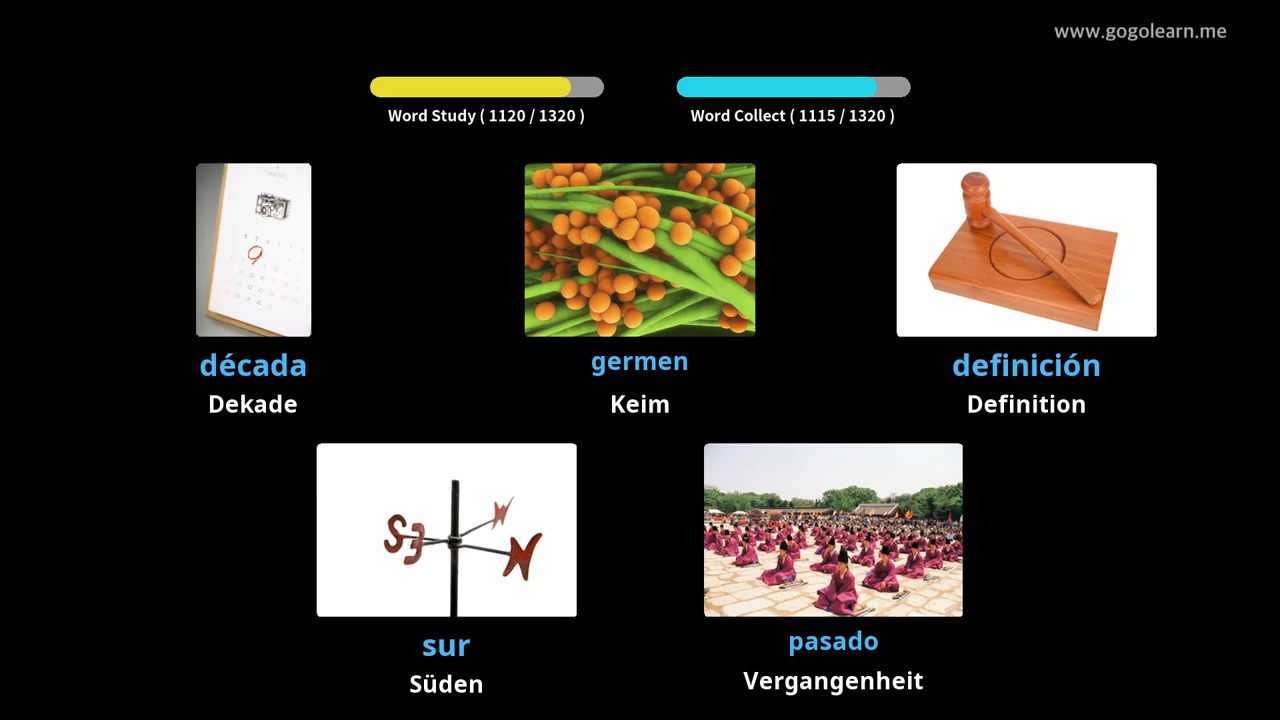 www.gogolearn.me
Word Study ( 1120 / 1320 )
Word Collect ( 1115 / 1320 )
década
Dekade
germen
Keim
definición
Definition
sur
Süden
pasado
Vergangenheit